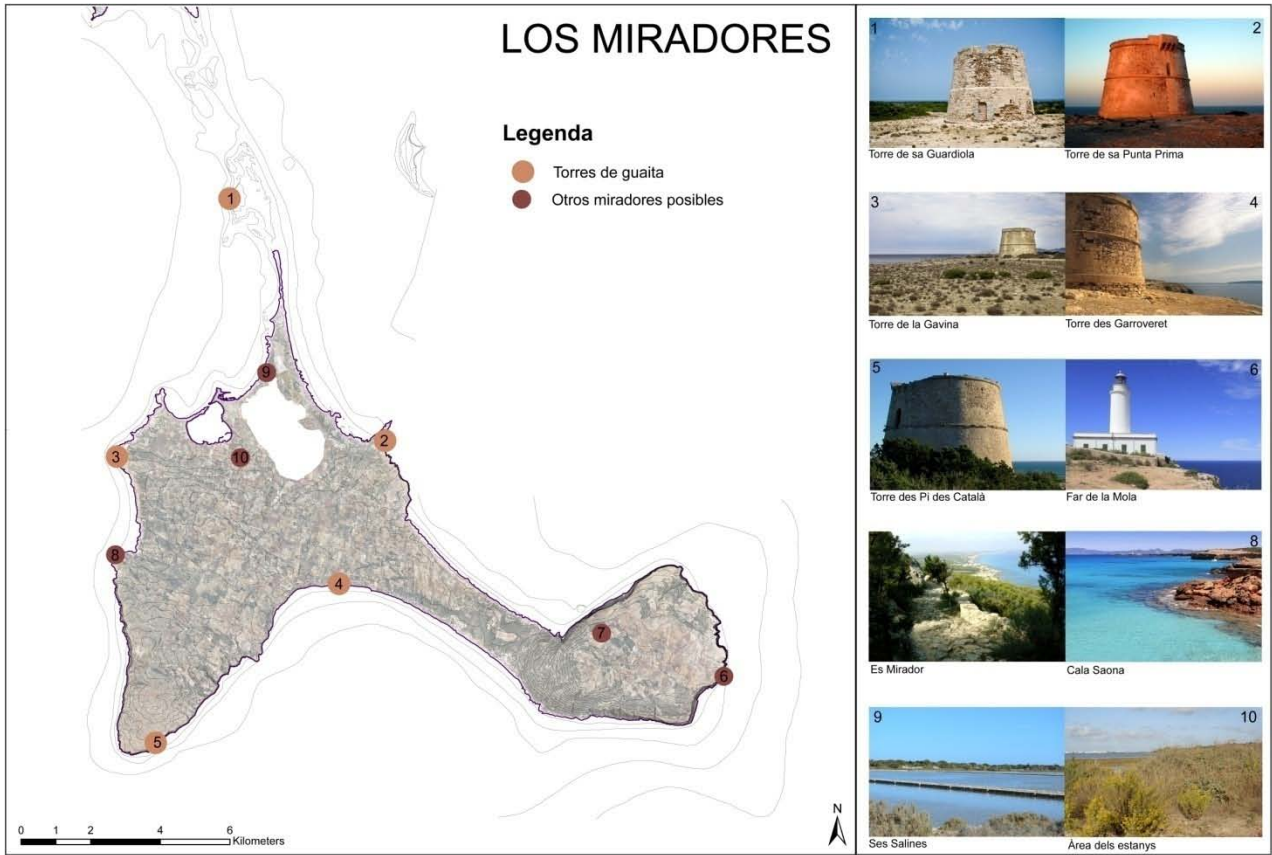 LOS MIRADORES
Legenda
Torres de guaita
Otros miradores posibles
1
2
3
4
5
6
7
8
9
10
0 1 2 4 6
Kilometers
N
1
2
Torre de sa Guardiola
Torre de sa Punta Prima
3
4
Torre de la Gavina
Torre des Garroveret
5
6
Torre des Pi des Català
Far de la Mola
8
Es Mirador
Cala Saona
9
10
Ses Salines
Àrea dels estanys